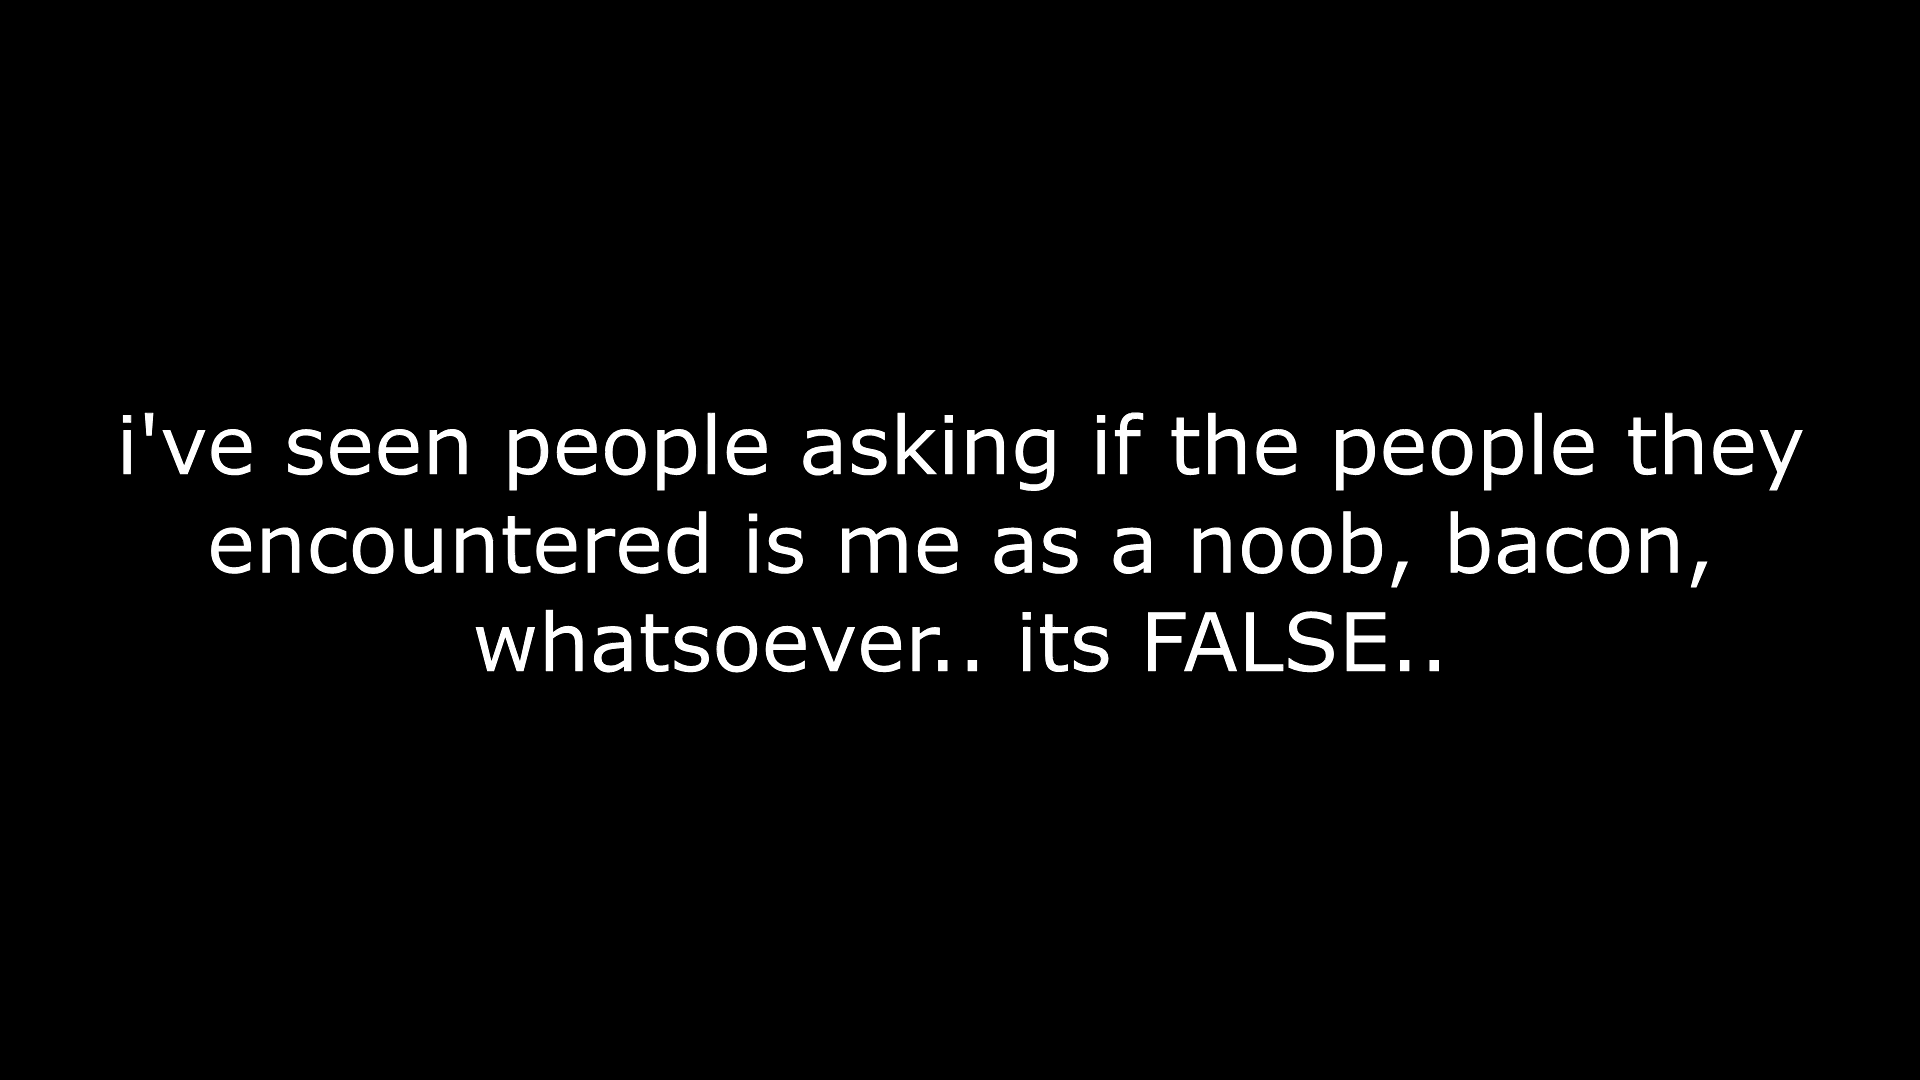 i've seen people asking if the people they
encountered is me as a noob, bacon,
whatsoever.. its FALSE..